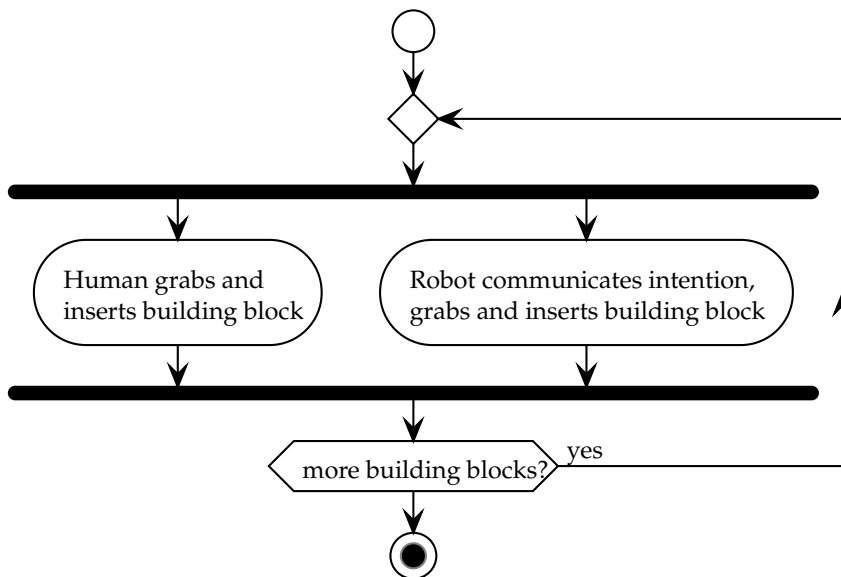 Human grabs and
inserts building block
Robot communicates intention,
grabs and inserts building block
more building blocks?
yes